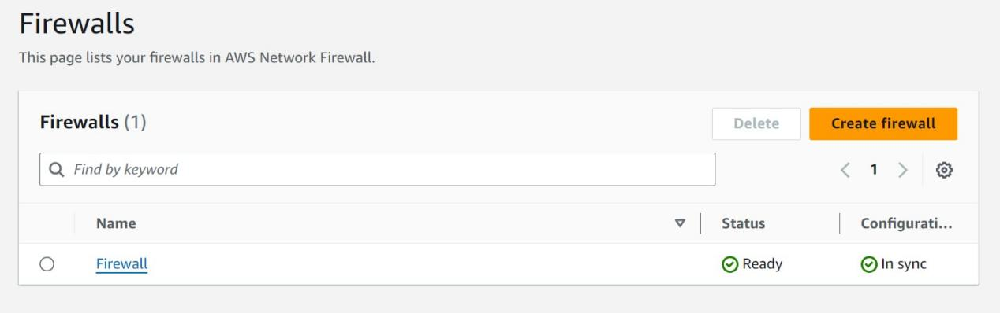 Firewalls
This page lists your firewalls in AWS Network Firewall.
Firewalls (1)
Delete
Create firewall
Find by keyword
1
Name
Status
Configurati...
Firewall
Ready
In sync